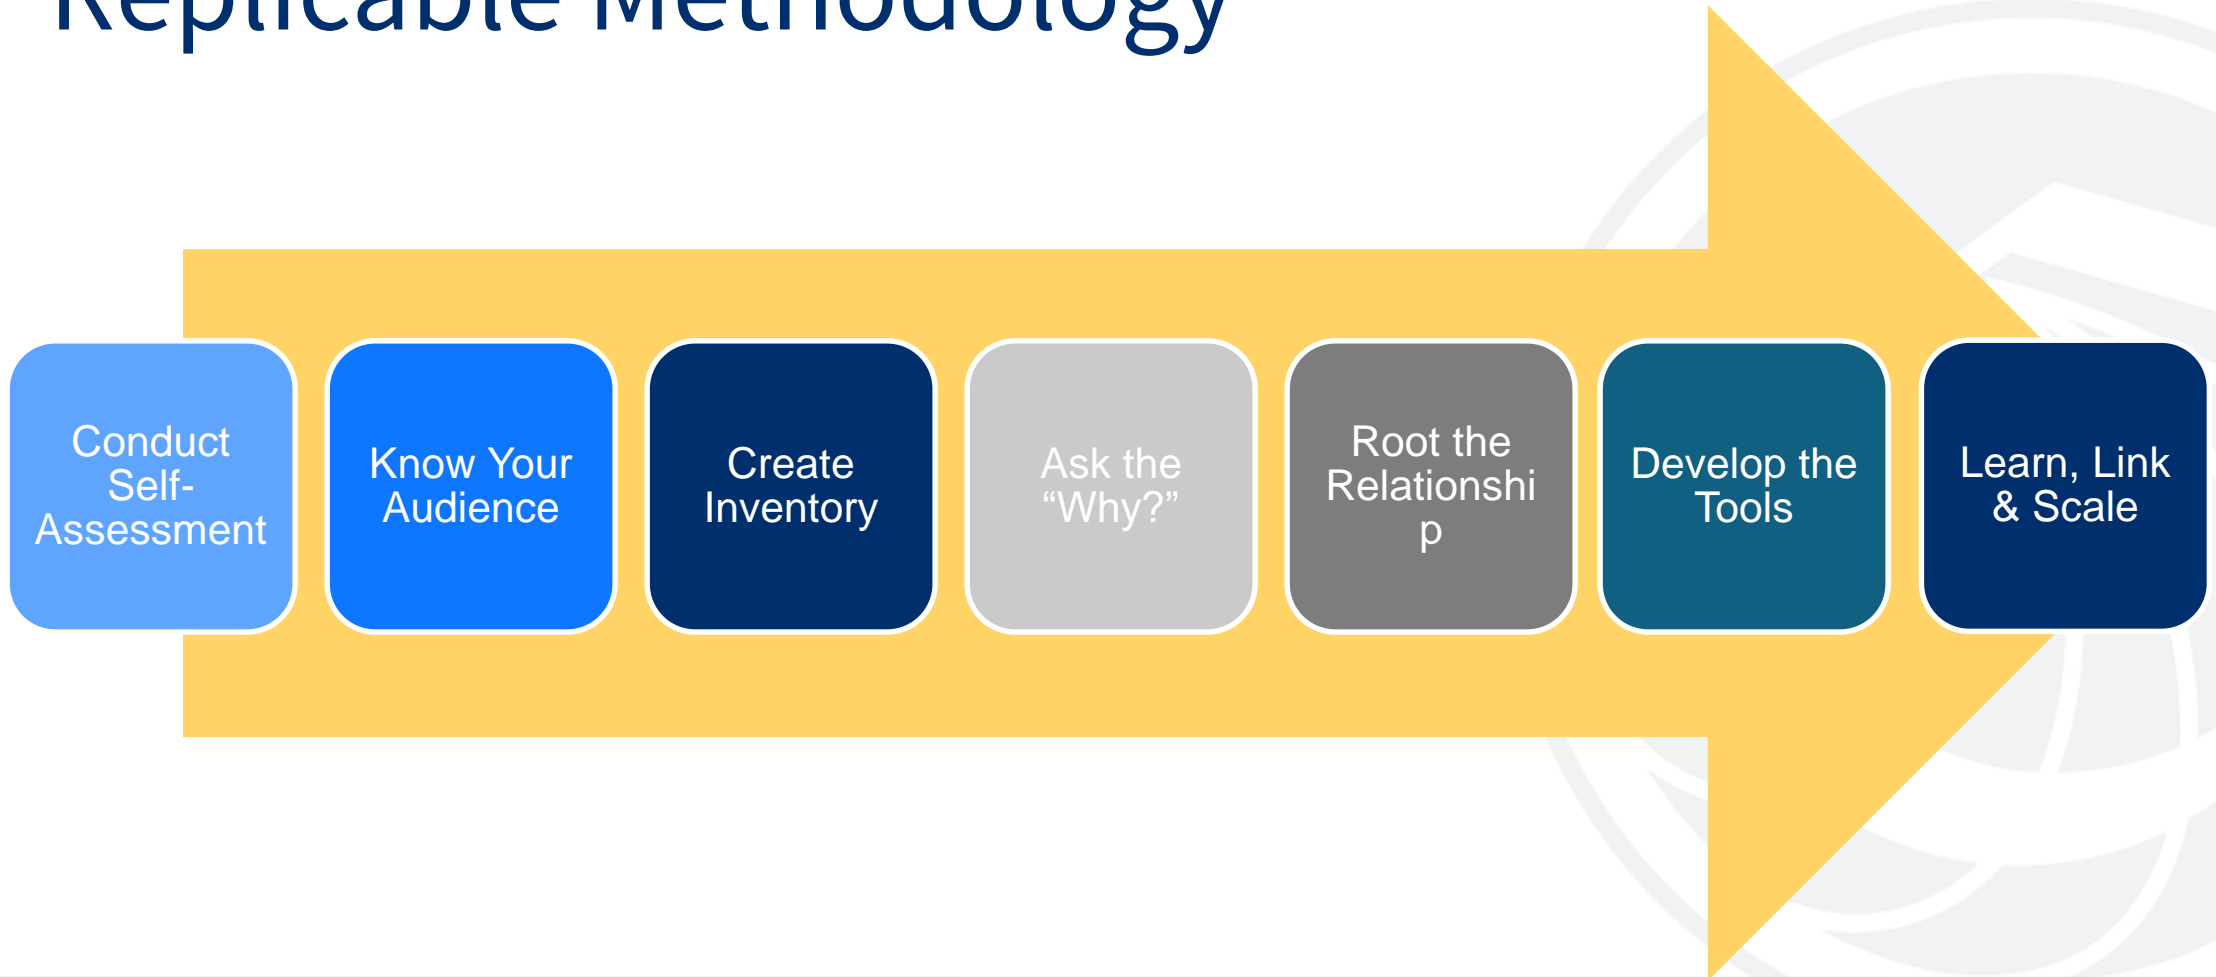 Replicable Methodology
Conduct
Self-
Assessment
Know Your
Audience
Create
Inventory
Ask the
“Why?”
Root the
Relationshi
p
Develop the
Tools
Learn, Link
& Scale